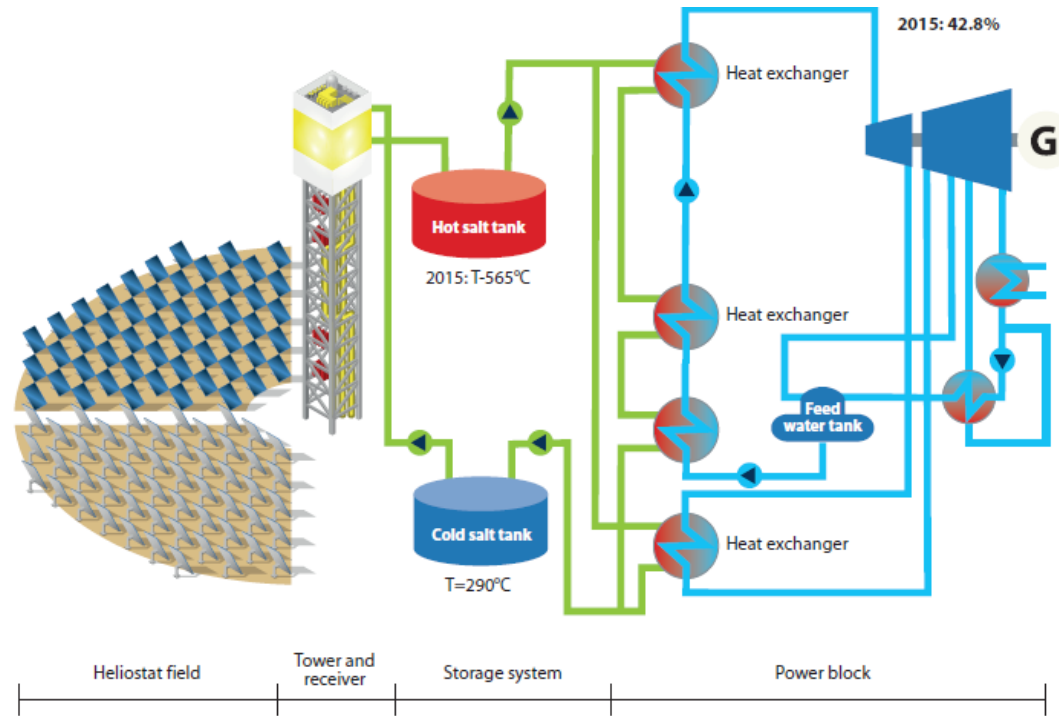 2015: 42.8%
Heat exchanger
G
Hot salt tank
2015: T-565°C
Heat exchanger
Feed
water tank
Cold salt tank
Heat exchanger
T=290°C
Heliostat field
Tower and
receiver
Storage system
Power block